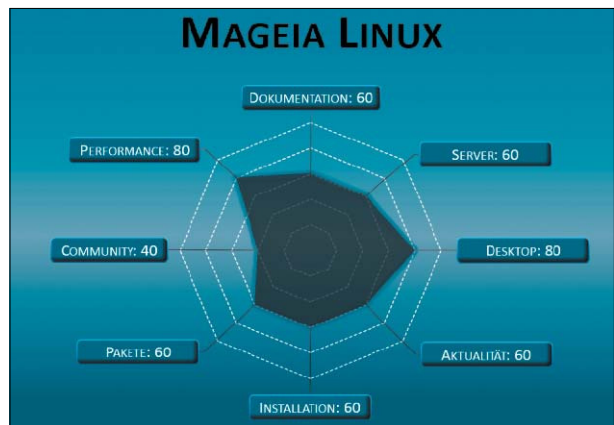 MAGEIA LINUX
DOKUMENTATION: 60
PERFORMANCE: 80
SERVER: 60
COMMUNITY: 40
DESKTOP: 80
PAKETE: 60
AKTUALITÄT: 60
INSTALLATION: 60